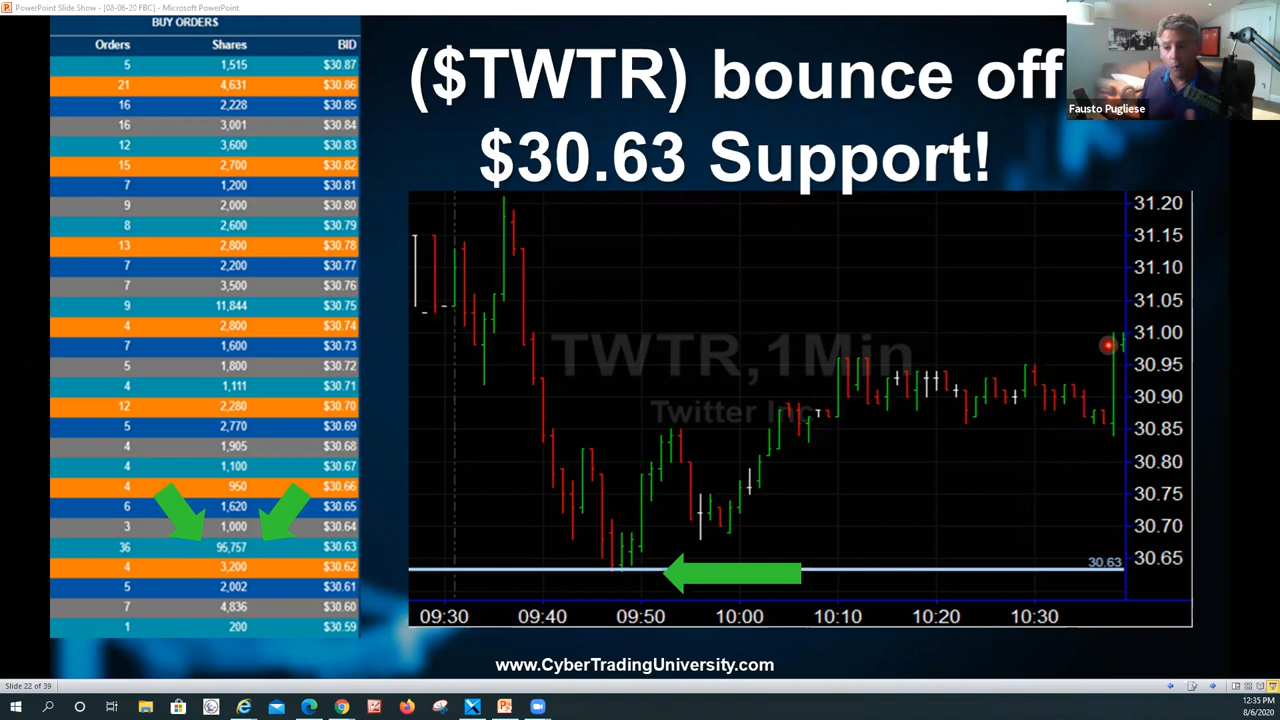 PowerPoint Slide Show - [08-06-20 FBC] - Microsoft PowerPoint
BUY ORDERS
Orders Shares BID
5 1,515 $30.87
21 4,631 $30.86
16 2,228 $30.85
16 3,001 $30.84
12 3,600 $30.83
15 2,700 $30.82
7 1,200 $30.81
9 2,000 $30.80
8 2,600 $30.79
13 2,800 $30.78
7 2,200 $30.77
7 3,500 $30.76
9 11,844 $30.75
4 2,800 $30.74
7 1,600 $30.73
5 1,800 $30.72
4 1,111 $30.71
12 2,280 $30.70
5 2,770 $30.69
4 1,905 $30.68
4 1,100 $30.67
4 950 $30.66
6 1,620 $30.65
3 1,000 $30.64
36 95,757 $30.63
4 3,200 $30.62
5 2,002 $30.61
7 4,836 $30.60
1 200 $30.59
($TWTR) bounce off
$30.63 Support!
Fausto Pugliese
TWTR,1Min
Twitter Inc
31.20
31.15
31.10
31.05
31.00
30.95
30.90
30.85
30.80
30.75
30.70
30.65
30.63
09:30 09:40 09:50 10:00 10:10 10:20 10:30
www.CyberTradingUniversity.com
Slide 22 of 39
12:35 PM
8/6/2020